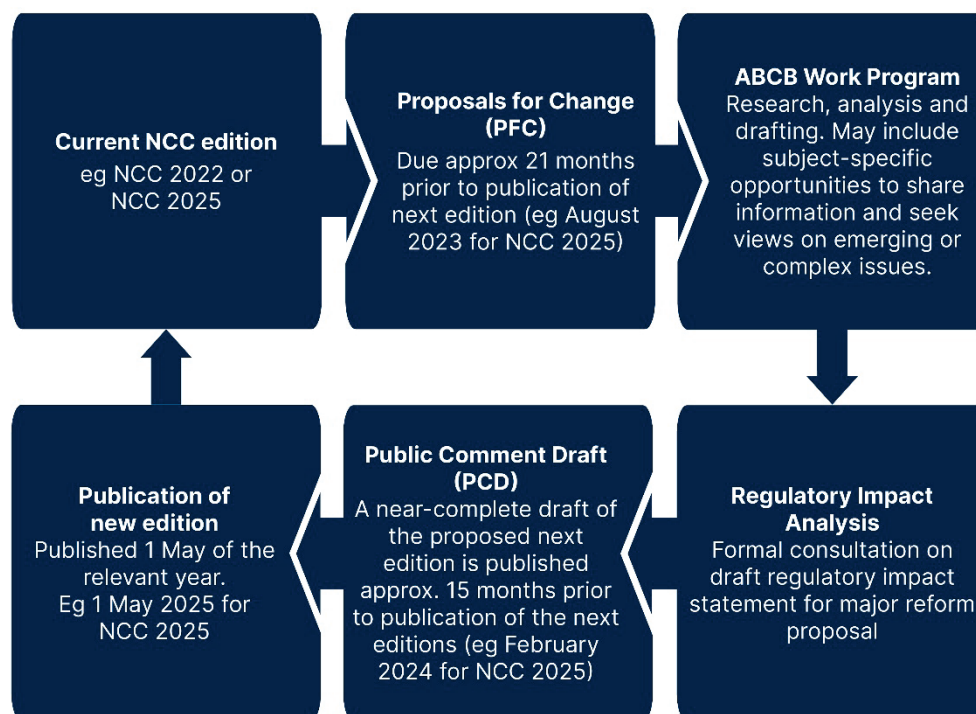 Current NCC edition
eg NCC 2022 or
NCC 2025
Proposals for Change
(PFC)
Due approx 21 months
prior to publication of
next edition (eg August
2023 for NCC 2025)
ABCB Work Program
Research, analysis and
drafting. May include
subject-specific
opportunities to share
information and seek
views on emerging or
complex issues.
Regulatory Impact
Analysis
Formal consultation on
draft regulatory impact
statement for major reform
proposal
Public Comment Draft
(PCD)
A near-complete draft of
the proposed next
edition is published
approx. 15 months prior
to publication of the next
editions (eg February
2024 for NCC 2025)
Publication of
new edition
Published 1 May of the
relevant year.
Eg 1 May 2025 for
NCC 2025